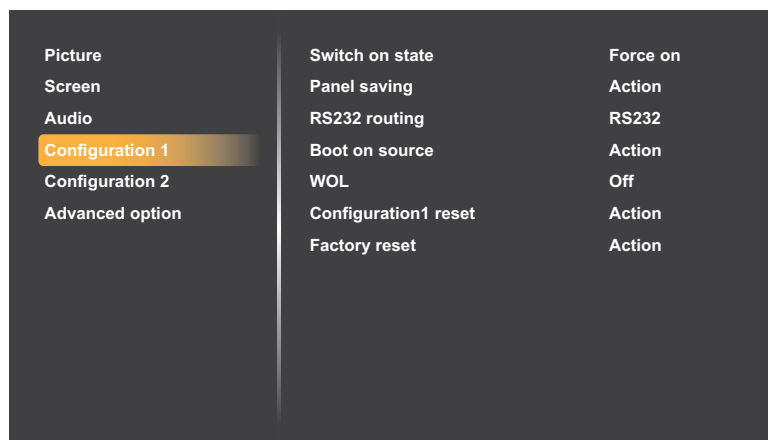 Picture
Screen
Audio
Configuration 1
Configuration 2
Advanced option
Switch on state Force on
Panel saving Action
RS232 routing RS232
Boot on source Action
WOL Off
Configuration1 reset Action
Factory reset Action